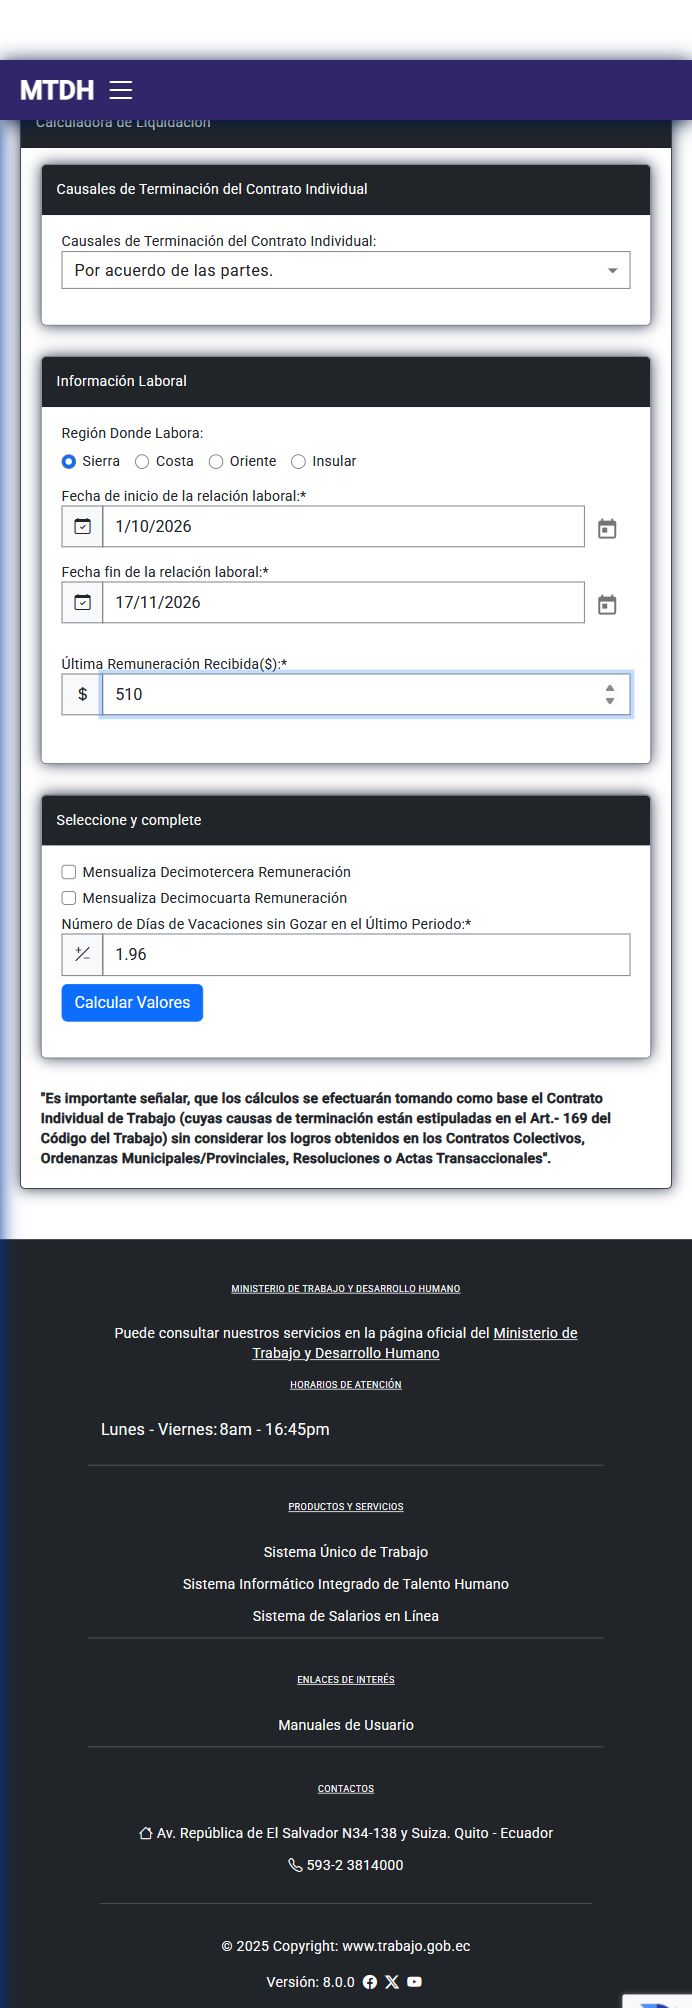 MTDH
Calculadora de Liquidación
Causales de Terminación del Contrato Individual
Causales de Terminación del Contrato Individual:
Por acuerdo de las partes.
Información Laboral
Región Donde Labora:
Sierra Costa Oriente Insular
Fecha de inicio de la relación laboral:*
1/10/2026
Fecha fin de la relación laboral:*
17/11/2026
Última Remuneración Recibida($):*
$ 510
Seleccione y complete
Mensualiza Decimotercera Remuneración
Mensualiza Decimocuarta Remuneración
Número de Días de Vacaciones sin Gozar en el Último Periodo:*
1.96
Calcular Valores
"Es importante señalar, que los cálculos se efectuarán tomando como base el Contrato
Individual de Trabajo (cuyas causas de terminación están estipuladas en el Art.- 169 del
Código del Trabajo) sin considerar los logros obtenidos en los Contratos Colectivos,
Ordenanzas Municipales/Provinciales, Resoluciones o Actas Transaccionales".
MINISTERIO DE TRABAJO Y DESARROLLO HUMANO
Puede consultar nuestros servicios en la página oficial del Ministerio de
Trabajo y Desarrollo Humano
HORARIOS DE ATENCIÓN
Lunes - Viernes: 8am - 16:45pm
PRODUCTOS Y SERVICIOS
Sistema Único de Trabajo
Sistema Informático Integrado de Talento Humano
Sistema de Salarios en Línea
ENLACES DE INTERÉS
Manuales de Usuario
CONTACTOS
Av. República de El Salvador N34-138 y Suiza. Quito - Ecuador
593-2 3814000
© 2025 Copyright: www.trabajo.gob.ec
Versión: 8.0.0